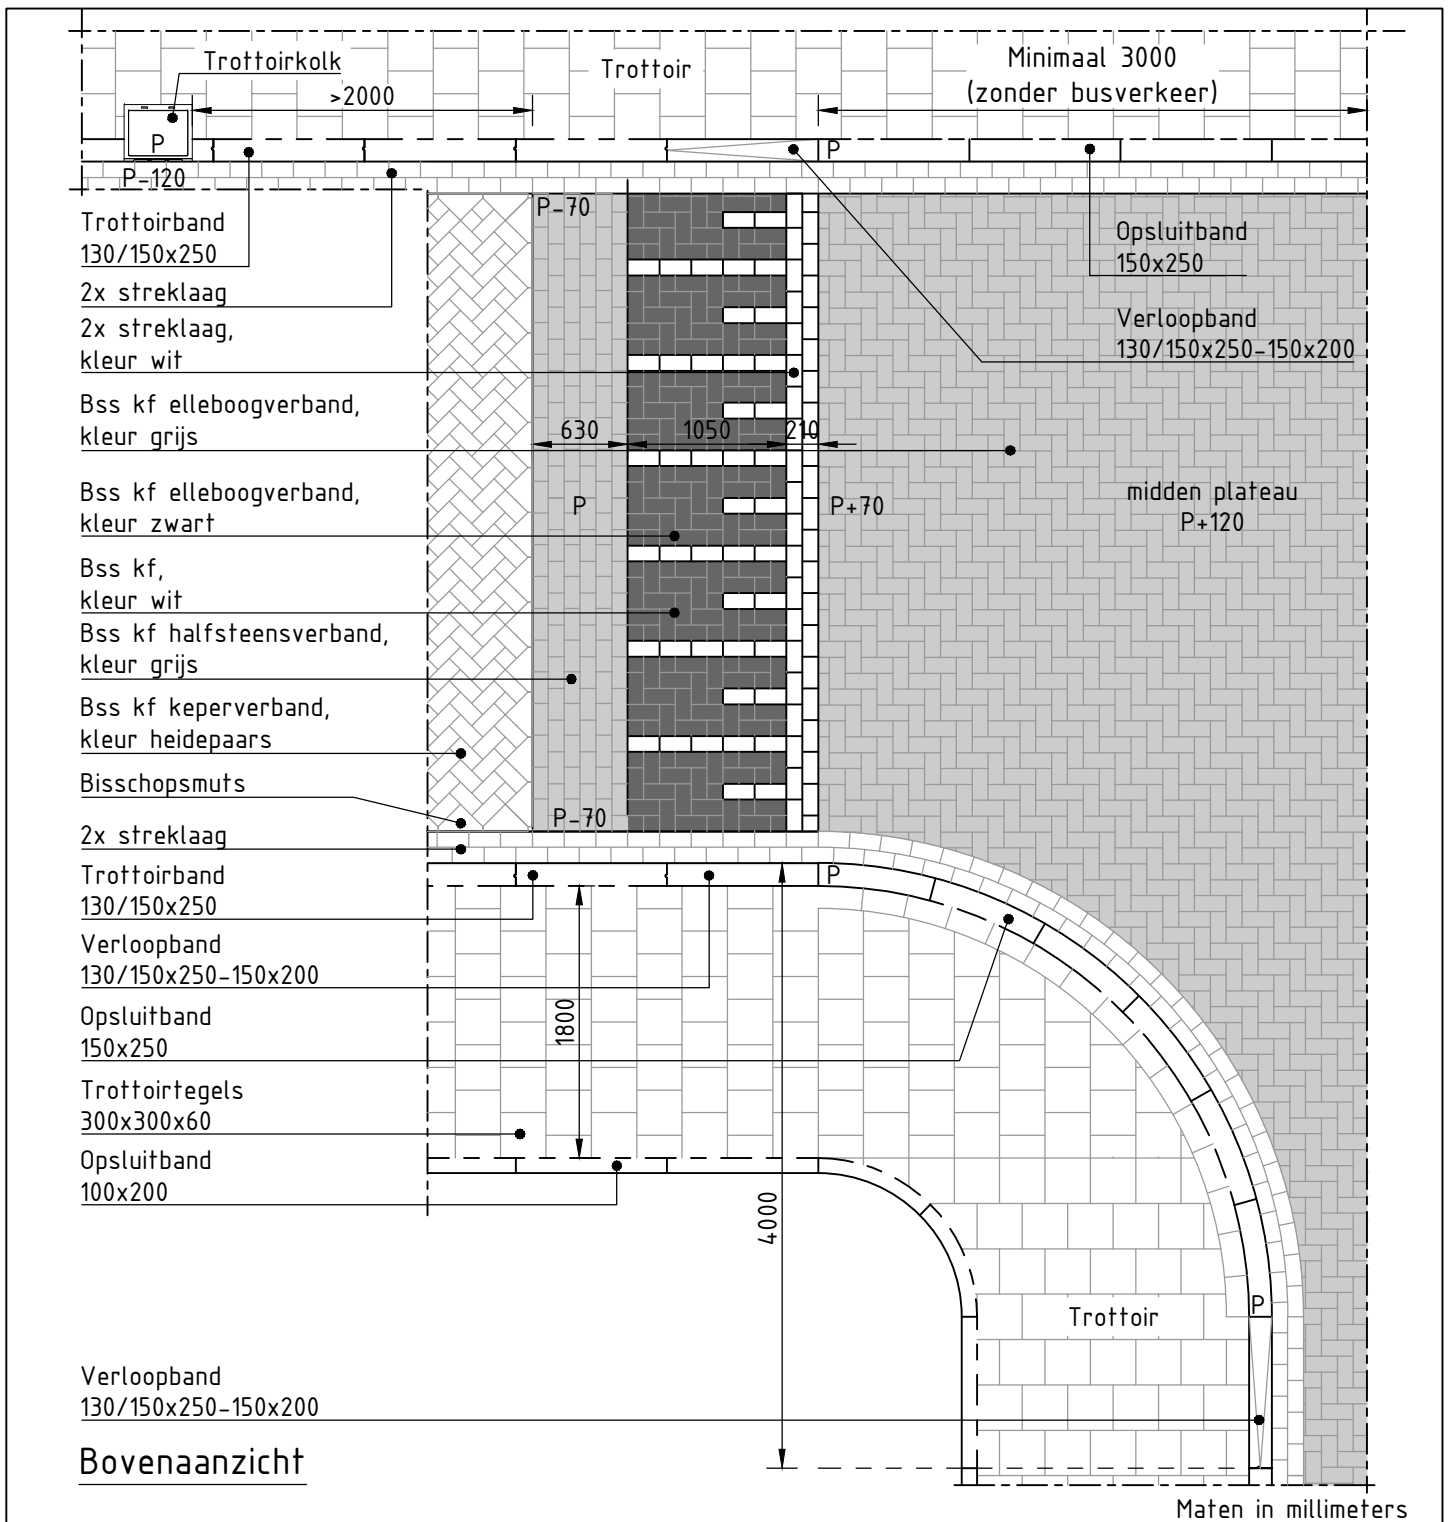 Trottoirkolk
Trottoir
Minimaal 3000
(zonder busverkeer)
>2000
P
P
P-120
P-70
Trottoirband
130/150x250
2x streklaag
2x streklaag,
kleur wit
Bss kf elleboogverband,
kleur grijs
Bss kf elleboogverband,
kleur zwart
Bss kf,
kleur wit
Bss kf halfsteensverband,
kleur grijs
Bss kf keperverband,
kleur heidepaars
Bisschopsmuts
2x streklaag
Trottoirband
130/150x250
Verloopband
130/150x250-150x200
Opsluitband
150x250
Trottoirtegels
300x300x60
Opsluitband
100x200
Verloopband
130/150x250-150x200
Opsluitband
150x250
Verloopband
130/150x250-150x200
630
1050
210
P
P+70
midden plateau
P+120
P-70
P
1800
4000
P
Trottoir
Bovenaanzicht
Maten in millimeters